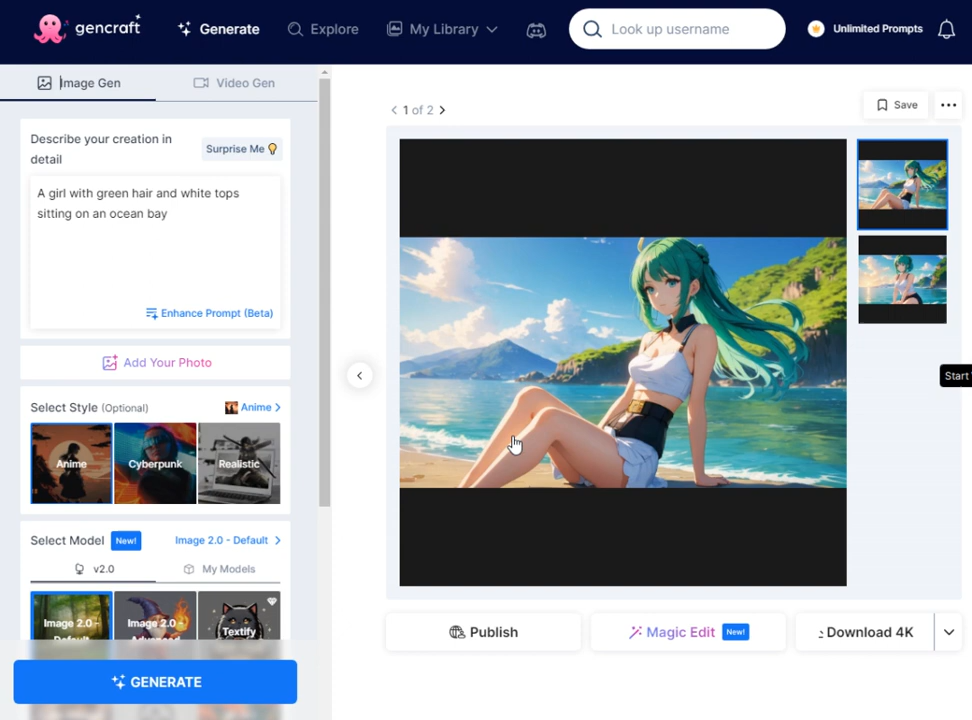 gencraft
Generate
Explore
My Library
Look up username
Unlimited Prompts
Image Gen
Video Gen
Describe your creation in
detail
Surprise Me
A girl with green hair and white tops
sitting on an ocean bay
Enhance Prompt (Beta)
Add Your Photo
Select Style (Optional)
Anime >
Anime
Cyberpunk
Realistic
Select Model
New!
Image 2.0 - Default >
v2.0
My Models
Image 2.0 -
Default
Image 2.0 -
Advanced
Textify
GENERATE
< 1 of 2 >
Save
Start
Publish
Magic Edit
New!
Download 4K